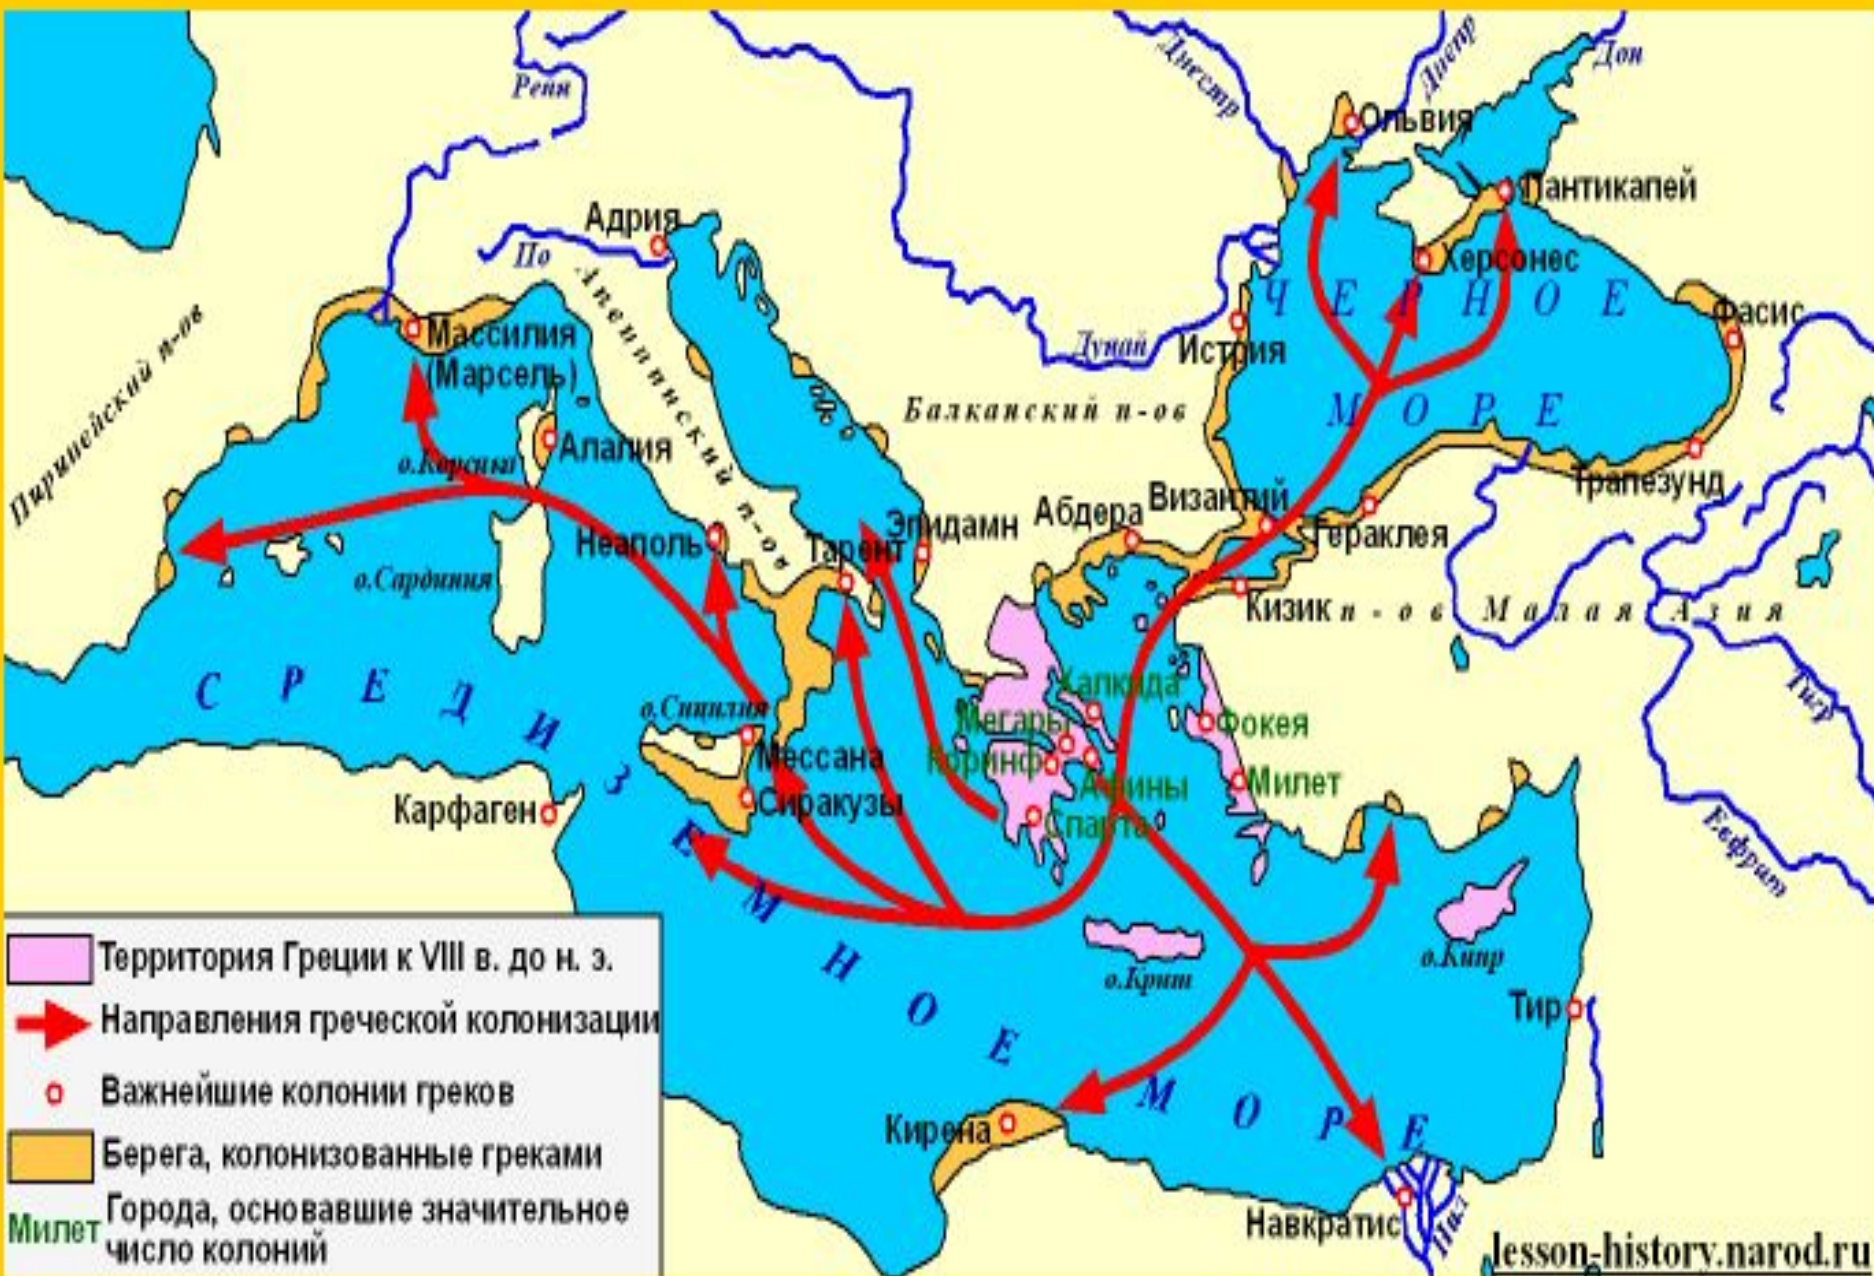 Рейн
Днестр
Днепр
Дон
Ольвия
Пантикапей
Адрия
По
Херсонес
ЧЕРНОЕ
МОРЕ
Фасис
Апеннинский п-ов
Пиринейский п-ов
Массилия
(Марсель)
Дунай
Истрия
Балканский п-ов
Алалия
о.Корсика
Трапезунд
Неаполь
Тарент
Эпидамн
Абдера
Византий
Гераклея
о.Сардиния
Кизик
п-ов Малая Азия
СРЕДИЗЕМНОЕ МОРЕ
о.Сицилия
Халкида
Мегары
Коринф
Фокея
Тигр
Мессана
Афины
Милет
Карфаген
Сиракузы
Спарта
Евфрат
о.Крит
о.Кипр
Тир
Кирена
Навкратис
Нил
Территория Греции к VIII в. до н. э.
Направления греческой колонизации
Важнейшие колонии греков
Берега, колонизованные греками
Милет
Города, основавшие значительное
число колоний
lesson-history.narod.ru